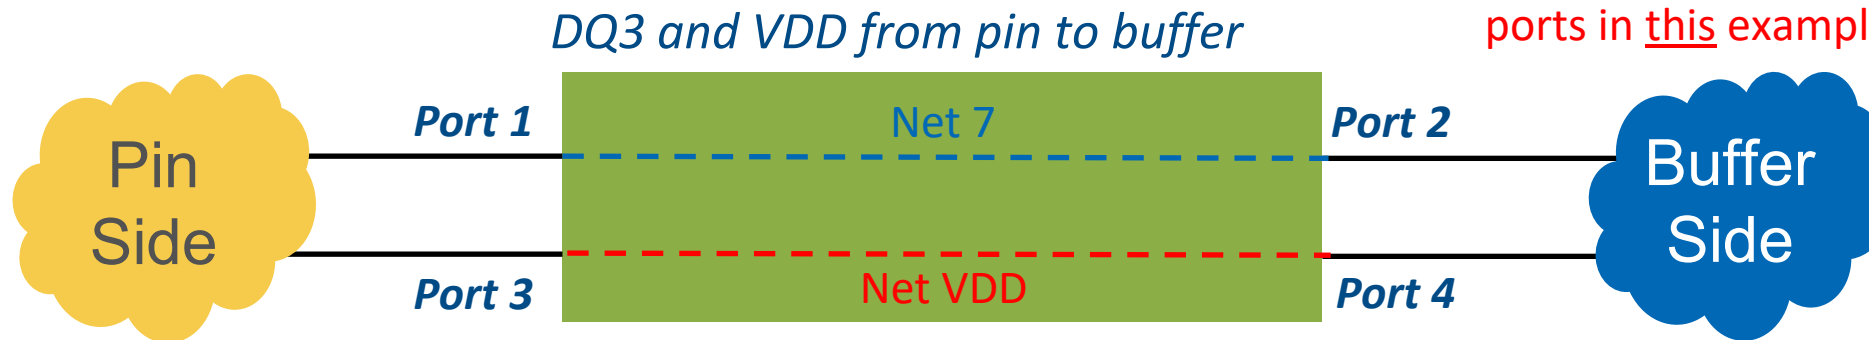 DQ3 and VDD from pin to buffer
ports in this exampl
Port 1
Net 7
Port 2
Pin
Side
Buffer
Side
Port 3
Net VDD
Port 4